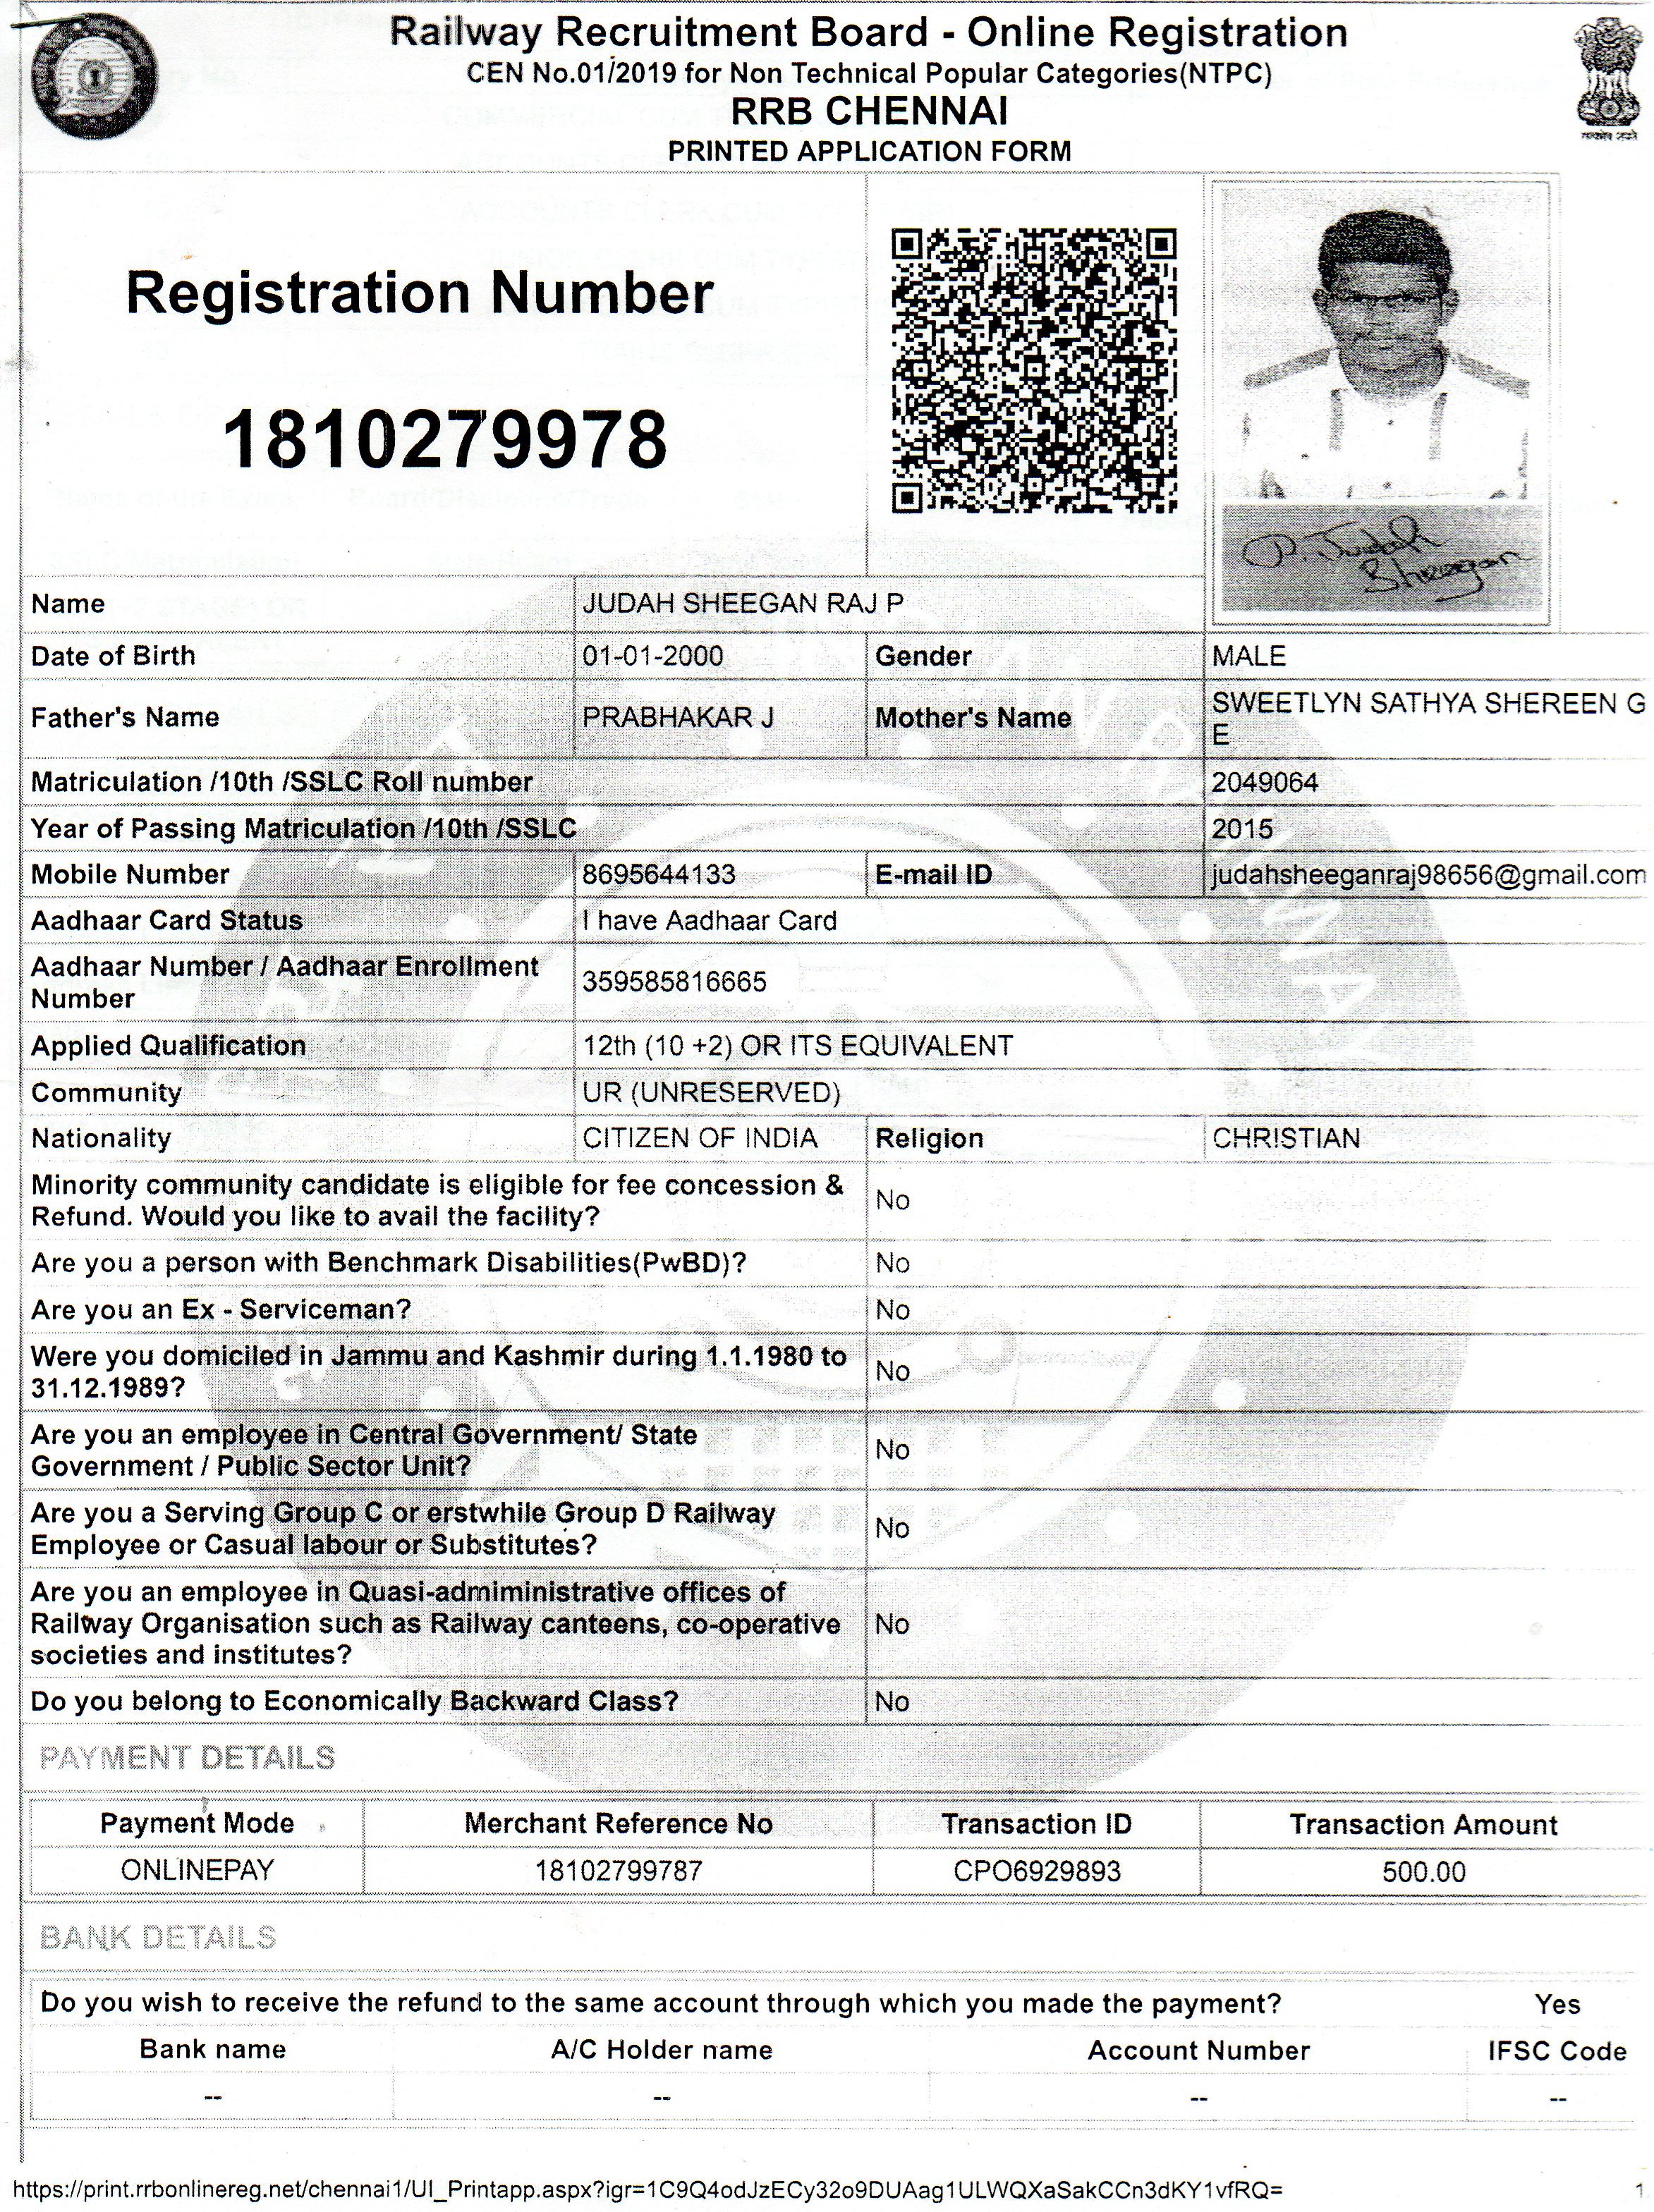 Railway Recruitment Board - Online Registration
CEN No.01/2019 for Non Technical Popular Categories(NTPC)
RRB CHENNAI
PRINTED APPLICATION FORM
Registration Number
1810279978
P. Judah
Sheegan
Name JUDAH SHEEGAN RAJ P
Date of Birth 01-01-2000 Gender MALE
Father's Name PRABHAKAR J Mother's Name SWEETLYN SATHYA SHEREEN G
E
Matriculation /10th /SSLC Roll number 2049064
Year of Passing Matriculation /10th /SSLC 2015
Mobile Number 8695644133 E-mail ID judahsheeganraj98656@gmail.com
Aadhaar Card Status I have Aadhaar Card
Aadhaar Number / Aadhaar Enrollment
Number 359585816665
Applied Qualification 12th (10 +2) OR ITS EQUIVALENT
Community UR (UNRESERVED)
Nationality CITIZEN OF INDIA Religion CHRISTIAN
Minority community candidate is eligible for fee concession &
Refund. Would you like to avail the facility? No
Are you a person with Benchmark Disabilities(PwBD)? No
Are you an Ex - Serviceman? No
Were you domiciled in Jammu and Kashmir during 1.1.1980 to
31.12.1989? No
Are you an employee in Central Government/ State
Government / Public Sector Unit? No
Are you a Serving Group C or erstwhile Group D Railway
Employee or Casual labour or Substitutes? No
Are you an employee in Quasi-admiministrative offices of
Railway Organisation such as Railway canteens, co-operative
societies and institutes? No
Do you belong to Economically Backward Class? No
PAYMENT DETAILS
Payment Mode Merchant Reference No Transaction ID Transaction Amount
ONLINEPAY 18102799787 CPO6929893 500.00
BANK DETAILS
Do you wish to receive the refund to the same account through which you made the payment? Yes
Bank name A/C Holder name Account Number IFSC Code
-- -- -- --
https://print.rrbonlinereg.net/chennai1/UI_Printapp.aspx?igr=1C9Q4odJzECy32o9DUAag1ULWQXaSakCCn3dKY1vfRQ= 1